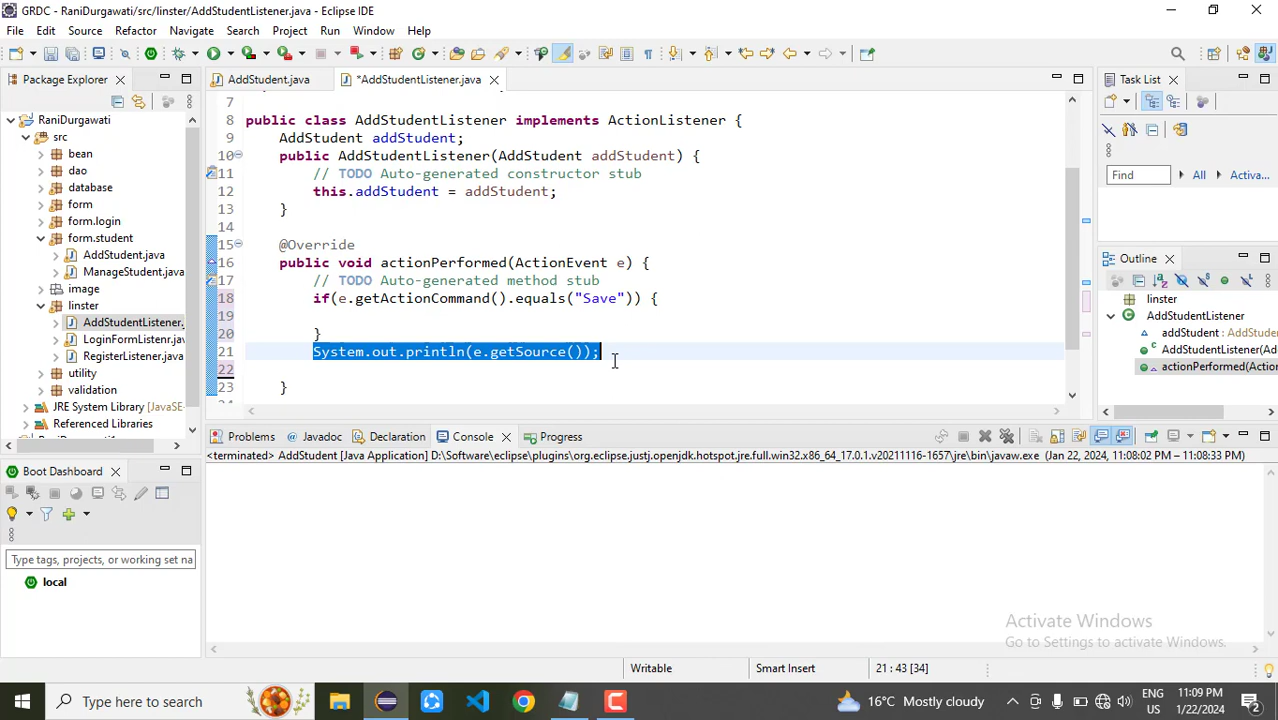 GRDC - RaniDurgawati/src/linster/AddStudentListener.java - Eclipse IDE
File Edit Source Refactor Navigate Search Project Run Window Help
Package Explorer
RaniDurgawati
src
bean
dao
database
form
form.login
form.student
AddStudent.java
ManageStudent.java
image
linster
AddStudentListener.
LoginFormListenr.java
RegisterListener.java
utility
validation
JRE System Library [JavaSE-
Referenced Libraries
Boot Dashboard
Type tags, projects, or working set na
local
AddStudent.java
*AddStudentListener.java
7
8 public class AddStudentListener implements ActionListener {
9 AddStudent addStudent;
10 public AddStudentListener(AddStudent addStudent) {
11 // TODO Auto-generated constructor stub
12 this.addStudent = addStudent;
13 }
14
15 @Override
16 public void actionPerformed(ActionEvent e) {
17 // TODO Auto-generated method stub
18 if(e.getActionCommand().equals("Save")) {
19
20 }
21 System.out.println(e.getSource());
22
23 }
Problems Javadoc Declaration Console Progress
<terminated> AddStudent [Java Application] D:\Software\eclipse\plugins\org.eclipse.justj.openjdk.hotspot.jre.full.win32.x86_64_17.0.1.v20211116-1657\jre\bin\javaw.exe (Jan 22, 2024, 11:08:02 PM – 11:08:33 PM)
Task List
Find All Activa...
Outline
linster
AddStudentListener
addStudent : AddStude
AddStudentListener(Ad
actionPerformed(Actio
Activate Windows
Go to Settings to activate Windows.
Writable Smart Insert 21 : 43 [34]
Type here to search
16°C Mostly cloudy
ENG
US
11:09 PM
1/22/2024
2